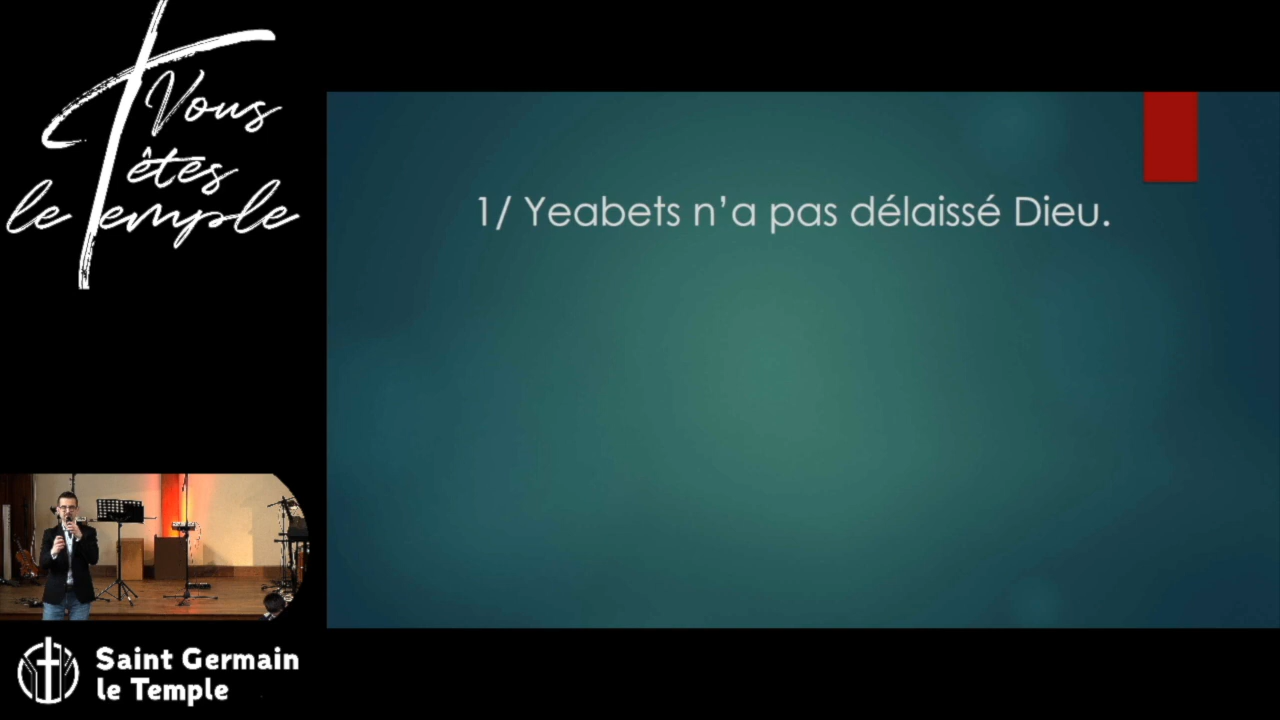 Vous
êtes
le Temple
1/ Yeabets n’a pas délaissé Dieu.
Saint Germain
le Temple